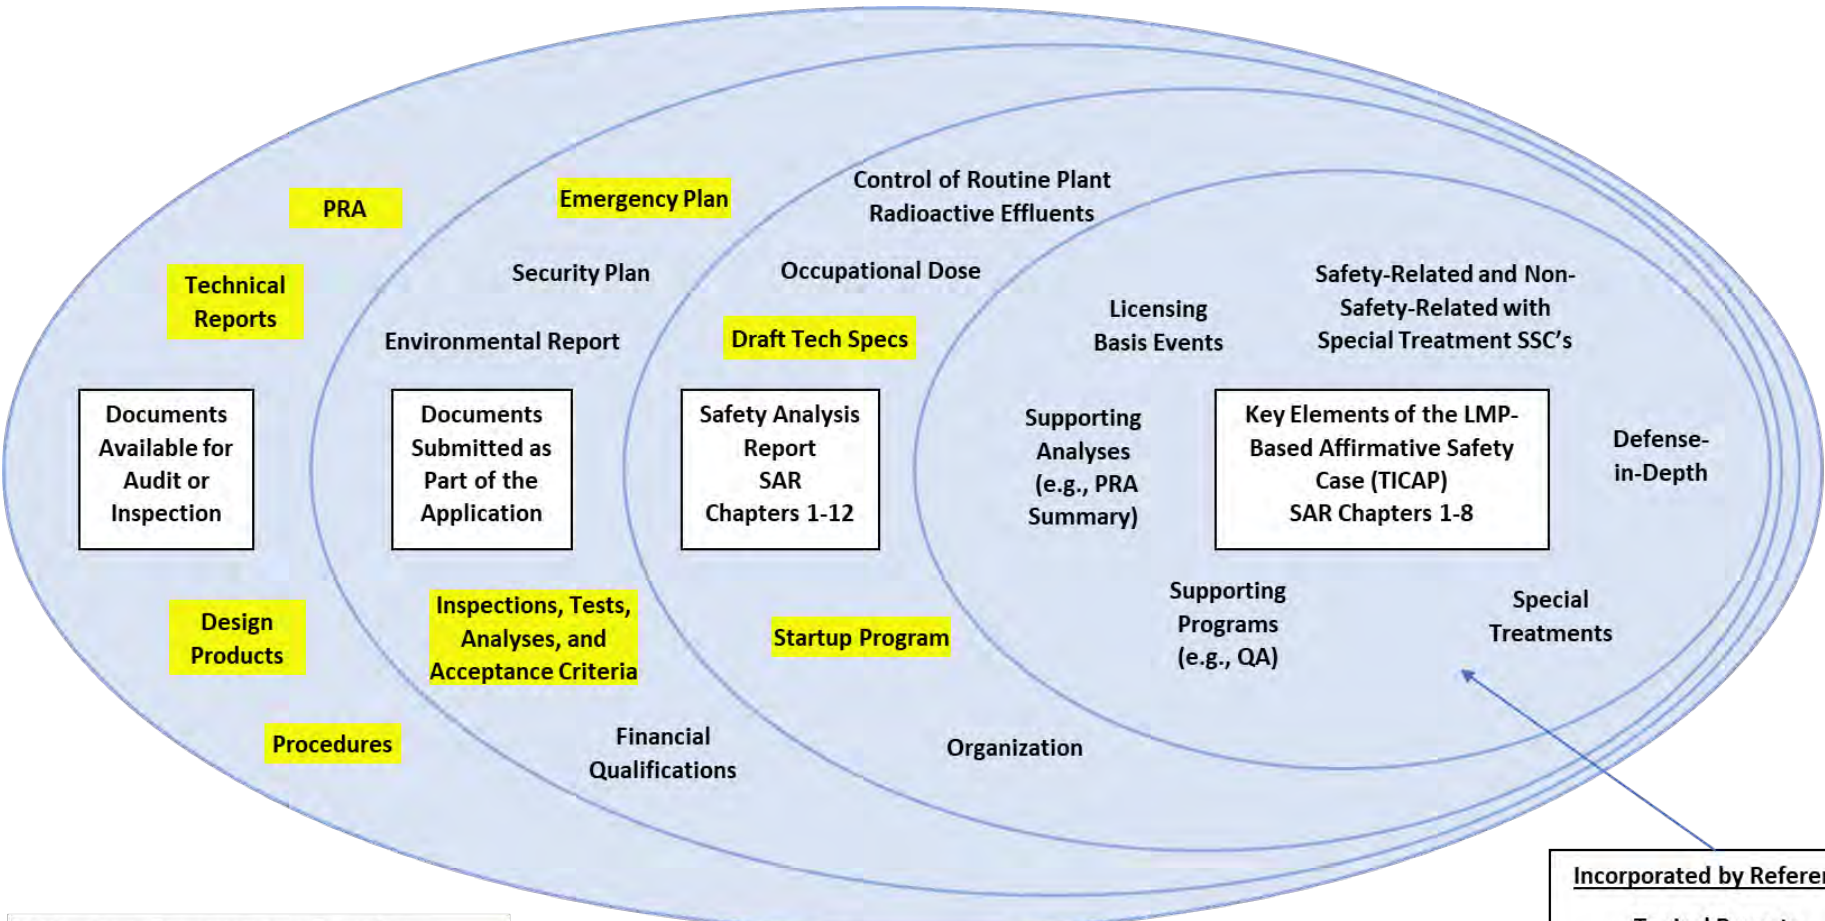 PRA
Technical
Reports
Documents
Available for
Audit or
Inspection
Design
Products
Procedures
Emergency Plan
Security Plan
Environmental Report
Documents
Submitted as
Part of the
Application
Inspections, Tests,
Analyses, and
Acceptance Criteria
Financial
Qualifications
Control of Routine Plant
Radioactive Effluents
Occupational Dose
Draft Tech Specs
Safety Analysis
Report
SAR
Chapters 1-12
Startup Program
Organization
Licensing
Basis Events
Safety-Related and Non-
Safety-Related with
Special Treatment SSC's
Supporting
Analyses
(e.g., PRA
Summary)
Key Elements of the LMP-
Based Affirmative Safety
Case (TICAP)
SAR Chapters 1-8
Defense-
in-Depth
Supporting
Programs
(e.g., QA)
Special
Treatments
Incorporated by